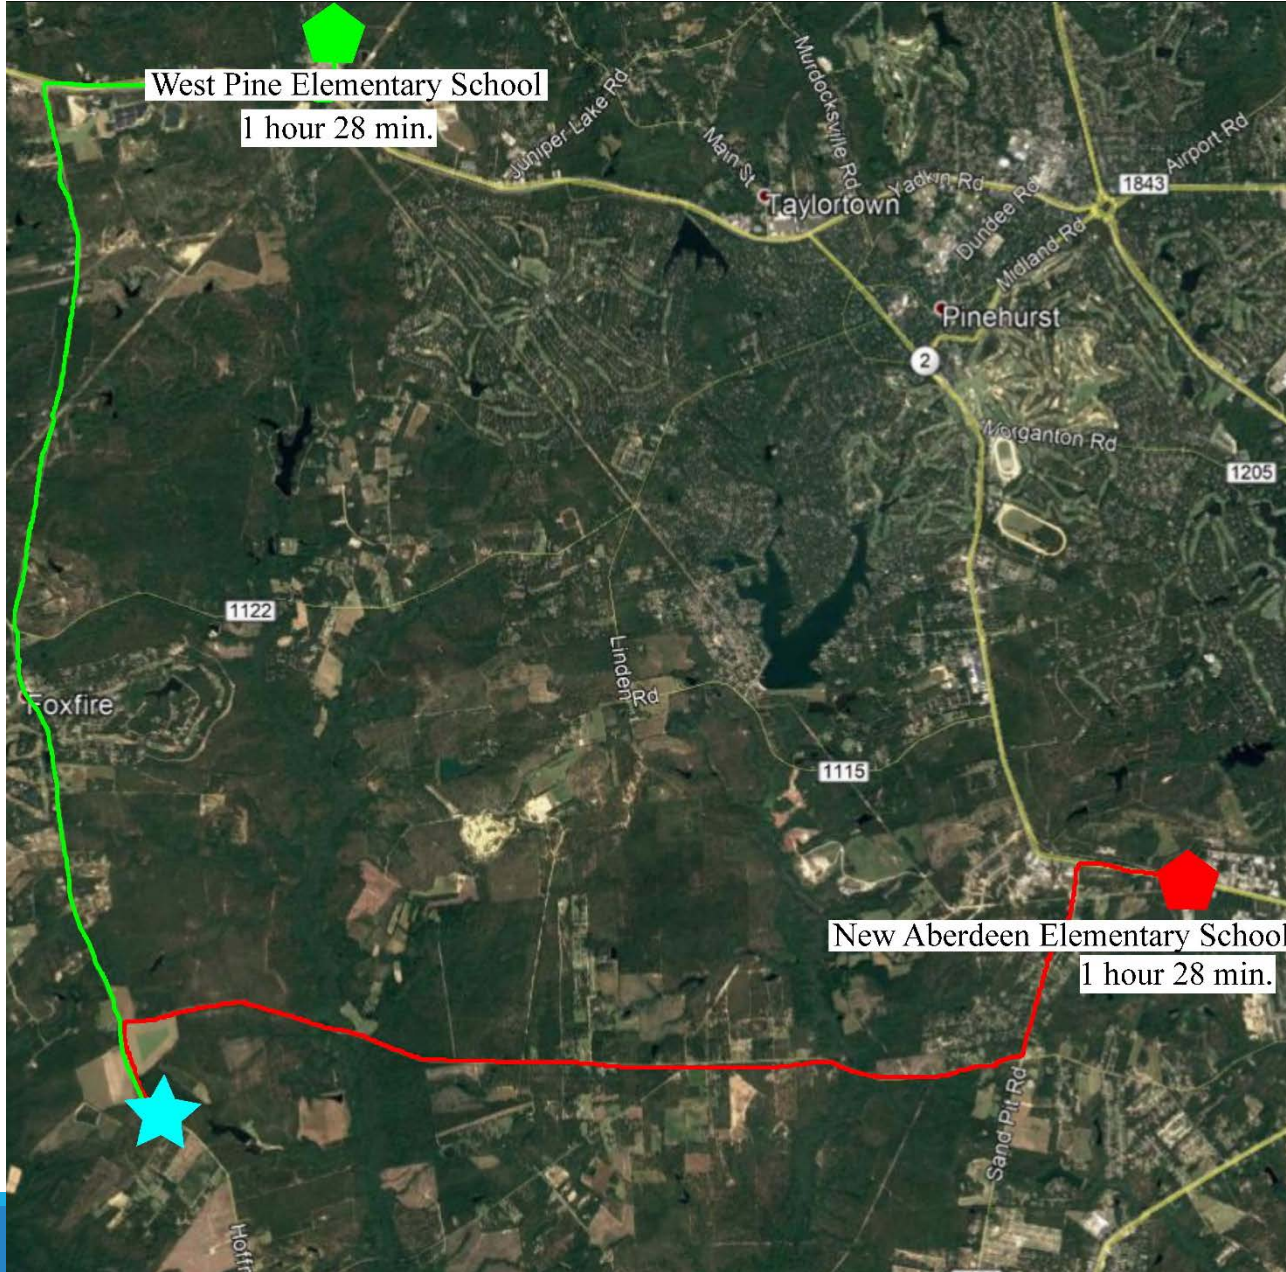 West Pine Elementary School
1 hour 28 min.
Juniper Lake Rd
Murdocksville Rd
Main St
Airport Rd
1843
Yadkin Rd
Taylortown
Dundee Rd
Midland Rd
Pinehurst
2
Morganton Rd
1205
1122
Linden
Rd
Foxfire
1115
New Aberdeen Elementary School
1 hour 28 min.
Sand Pit Rd
Hoffr